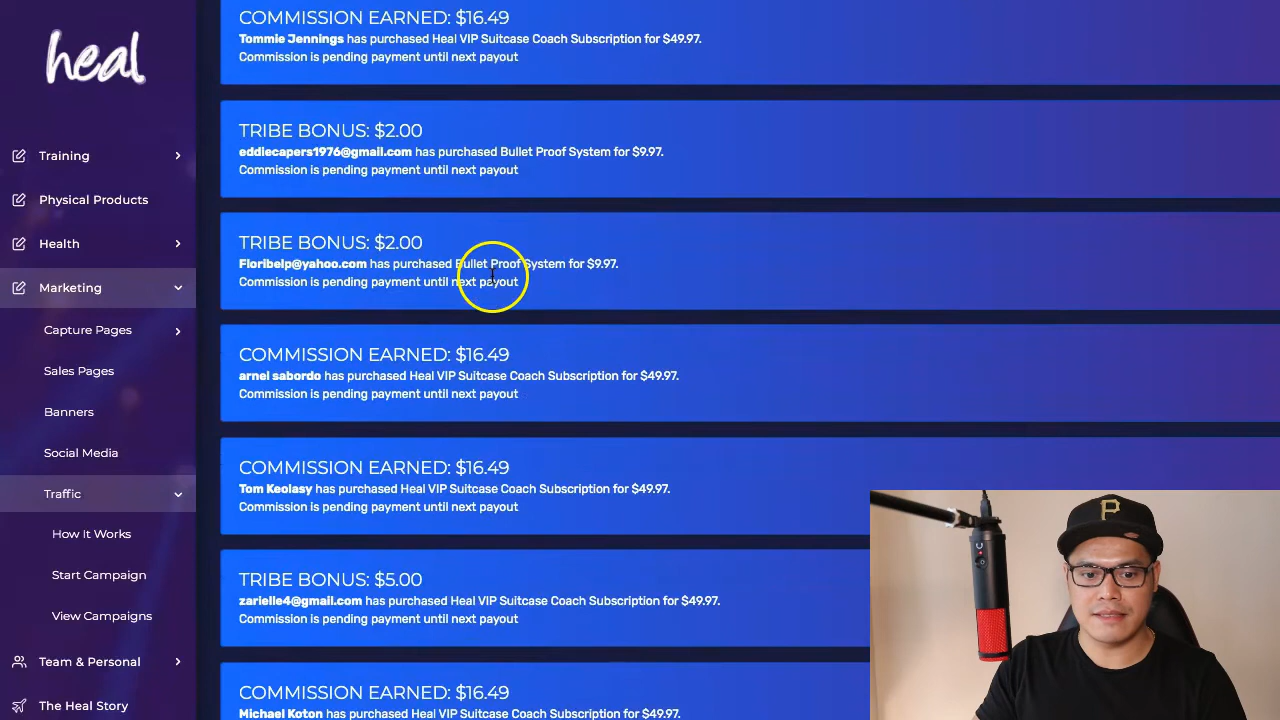 heal
Training
Physical Products
Health
Marketing
Capture Pages
Sales Pages
Banners
Social Media
Traffic
How It Works
Start Campaign
View Campaigns
Team & Personal
The Heal Story
COMMISSION EARNED: $16.49
Tommie Jennings has purchased Heal VIP Suitcase Coach Subscription for $49.97.
Commission is pending payment until next payout
TRIBE BONUS: $2.00
eddiecapers1976@gmail.com has purchased Bullet Proof System for $9.97.
Commission is pending payment until next payout
TRIBE BONUS: $2.00
Floribelp@yahoo.com has purchased Bullet Proof System for $9.97.
Commission is pending payment until next payout
COMMISSION EARNED: $16.49
arnel sabordo has purchased Heal VIP Suitcase Coach Subscription for $49.97.
Commission is pending payment until next payout
COMMISSION EARNED: $16.49
Tom Keolasy has purchased Heal VIP Suitcase Coach Subscription for $49.97.
Commission is pending payment until next payout
TRIBE BONUS: $5.00
zarielle4@gmail.com has purchased Heal VIP Suitcase Coach Subscription for $49.97.
Commission is pending payment until next payout
COMMISSION EARNED: $16.49
Michael Koton has purchased Heal VIP Suitcase Coach Subscription for $49.97.
P